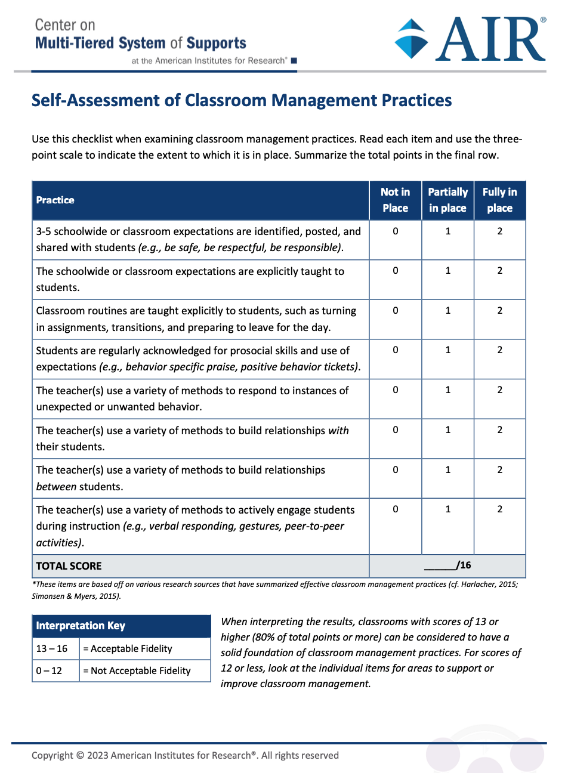 Center on
Multi-Tiered System of Supports
at the American Institutes for Research®
AIR®
Self-Assessment of Classroom Management Practices
Use this checklist when examining classroom management practices. Read each item and use the three-
point scale to indicate the extent to which it is in place. Summarize the total points in the final row.
Practice
Not in Place
Partially in place
Fully in place
3-5 schoolwide or classroom expectations are identified, posted, and
shared with students (e.g., be safe, be respectful, be responsible).
0 1 2
The schoolwide or classroom expectations are explicitly taught to
students.
0 1 2
Classroom routines are taught explicitly to students, such as turning
in assignments, transitions, and preparing to leave for the day.
0 1 2
Students are regularly acknowledged for prosocial skills and use of
expectations (e.g., behavior specific praise, positive behavior tickets).
0 1 2
The teacher(s) use a variety of methods to respond to instances of
unexpected or unwanted behavior.
0 1 2
The teacher(s) use a variety of methods to build relationships with
their students.
0 1 2
The teacher(s) use a variety of methods to build relationships
between students.
0 1 2
The teacher(s) use a variety of methods to actively engage students
during instruction (e.g., verbal responding, gestures, peer-to-peer
activities).
0 1 2
TOTAL SCORE ______/16
*These items are based off on various research sources that have summarized effective classroom management practices (cf. Harlacher, 2015;
Simonsen & Myers, 2015).
Interpretation Key
13 – 16 = Acceptable Fidelity
0 – 12 = Not Acceptable Fidelity
When interpreting the results, classrooms with scores of 13 or
higher (80% of total points or more) can be considered to have a
solid foundation of classroom management practices. For scores of
12 or less, look at the individual items for areas to support or
improve classroom management.
Copyright © 2023 American Institutes for Research®. All rights reserved